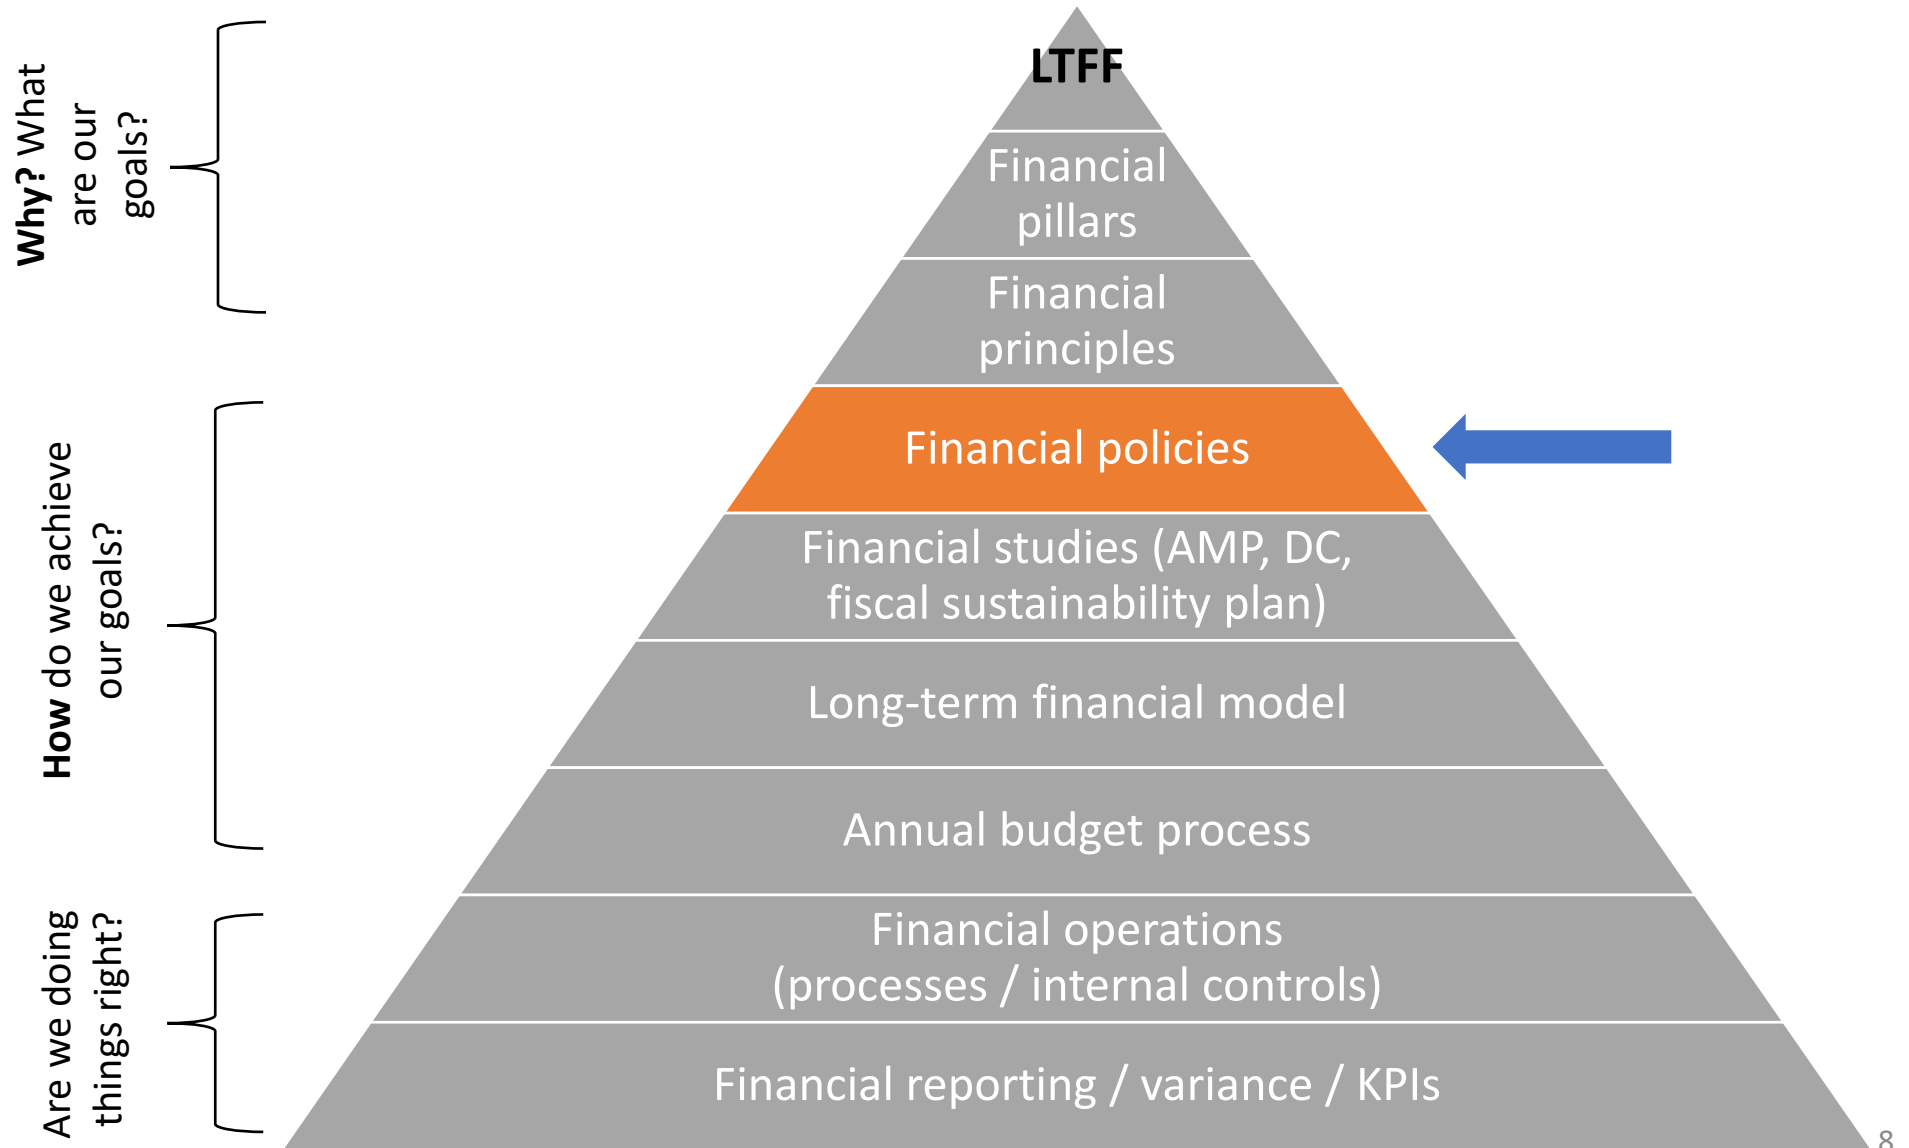 Why? What
are our
goals?
How do we achieve
our goals?
Are we doing
things right?
LTFF
Financial
pillars
Financial
principles
Financial policies
Financial studies (AMP, DC,
fiscal sustainability plan)
Long-term financial model
Annual budget process
Financial operations
(processes / internal controls)
Financial reporting / variance / KPIs
8